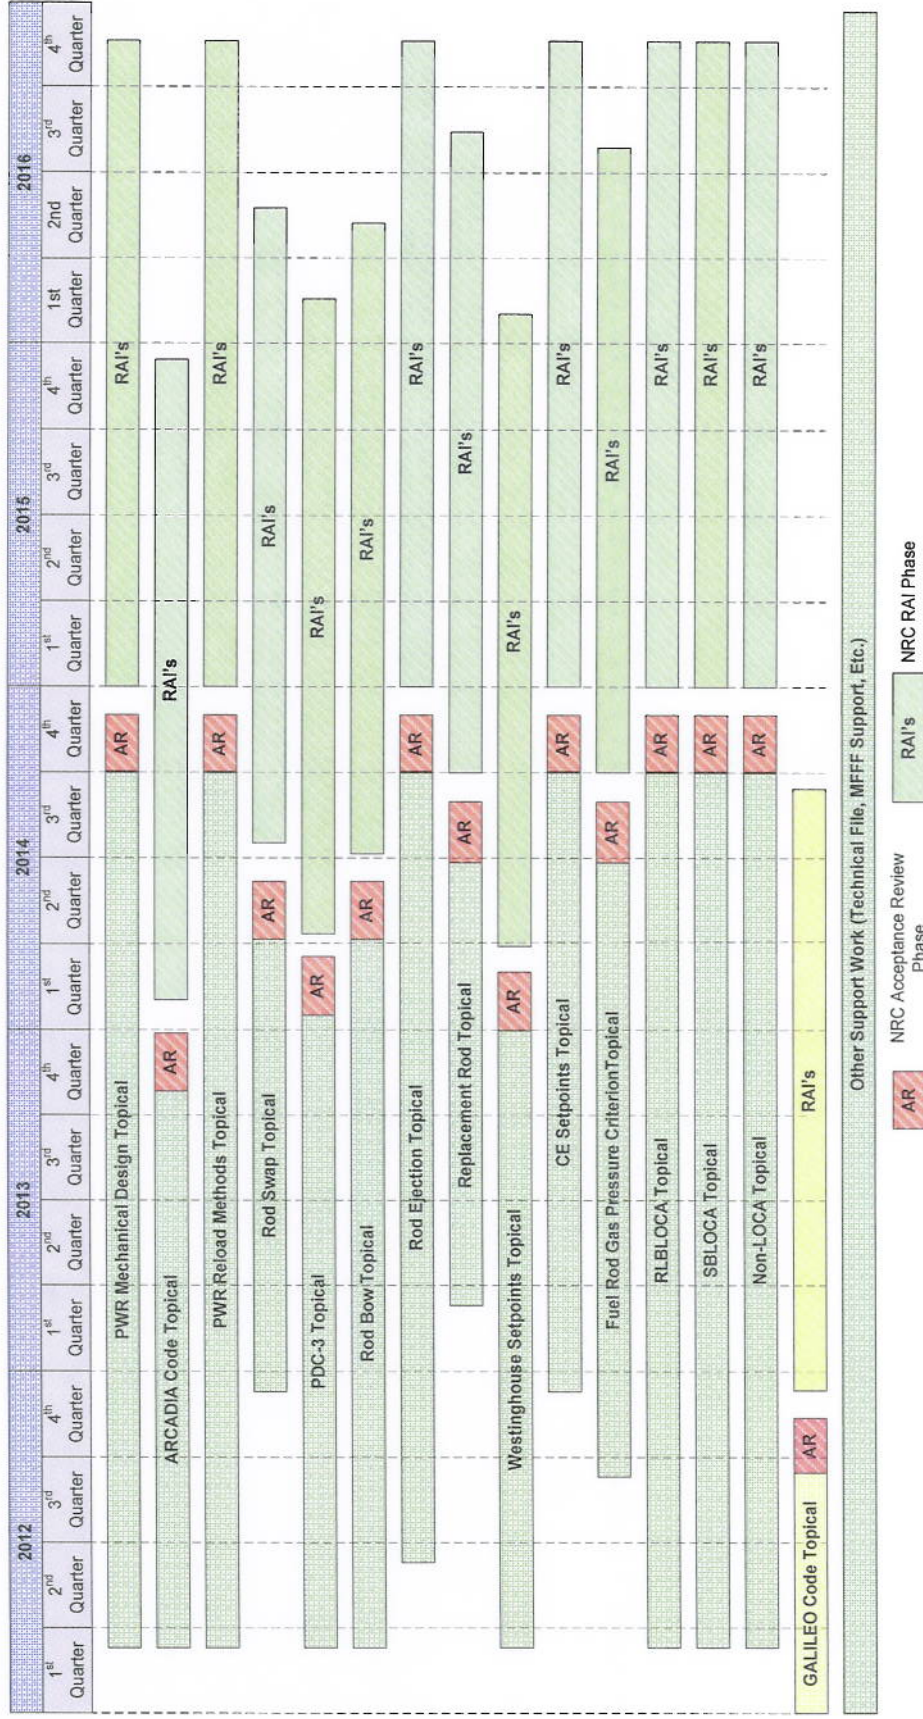 2012
2013
2014
2015
2016
1st Quarter
2nd Quarter
3rd Quarter
4th Quarter
1st Quarter
2nd Quarter
3rd Quarter
4th Quarter
1st Quarter
2nd Quarter
3rd Quarter
4th Quarter
1st Quarter
2nd Quarter
3rd Quarter
4th Quarter
1st Quarter
2nd Quarter
3rd Quarter
4th Quarter
PWR Mechanical Design Topical AR RAI's
ARCADIA Code Topical AR RAI's
PWR Reload Methods Topical AR RAI's
Rod Swap Topical AR RAI's
PDC-3 Topical AR RAI's
Rod Bow Topical AR RAI's
Rod Ejection Topical AR RAI's
Replacement Rod Topical AR RAI's
Westinghouse Setpoints Topical AR RAI's
CE Setpoints Topical AR RAI's
Fuel Rod Gas Pressure CriterionTopical AR RAI's
RLBLOCA Topical AR RAI's
SBLOCA Topical AR RAI's
Non-LOCA Topical AR RAI's
GALILEO Code Topical AR RAI's
Other Support Work (Technical File, MFFF Support, Etc.)
AR NRC Acceptance Review
Phase
RAI's NRC RAI Phase